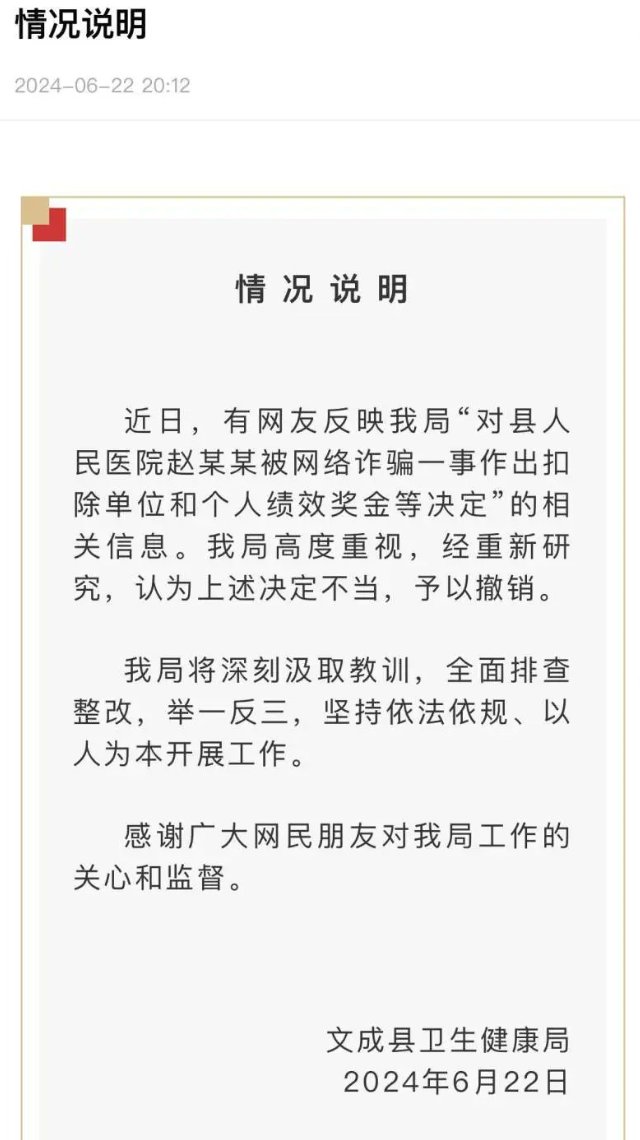 情况说明
2024-06-22 20:12
情况说明
近日，有网友反映我局“对县人
民医院赵某某被网络诈骗一事作出扣
除单位和个人绩效奖金等决定”的相
关信息。我局高度重视，经重新研
究，认为上述决定不当，予以撤销。
我局将深刻汲取教训，全面排查
整改，举一反三，坚持依法依规、以
人为本开展工作。
感谢广大网民朋友对我局工作的
关心和监督。
文成县卫生健康局
2024年6月22日